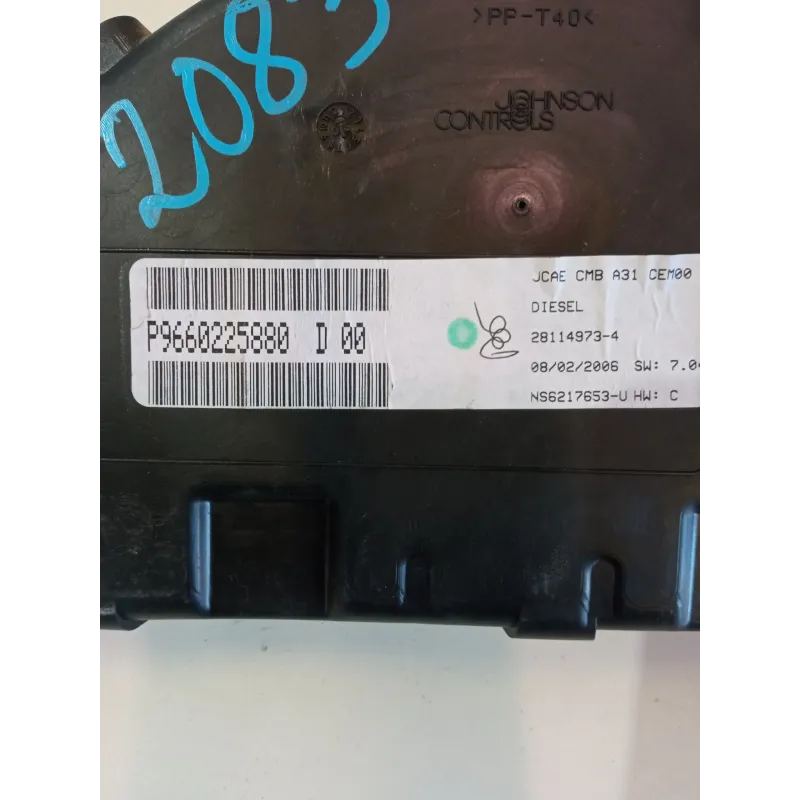 >PP-T40<
2083
JOHNSON
CONTROLS
JCAE CMB A31 CEM00
DIESEL
P9660225880 D 00
28114973-4
08/02/2006 SW: 7.0
NS6217653-U HW: C